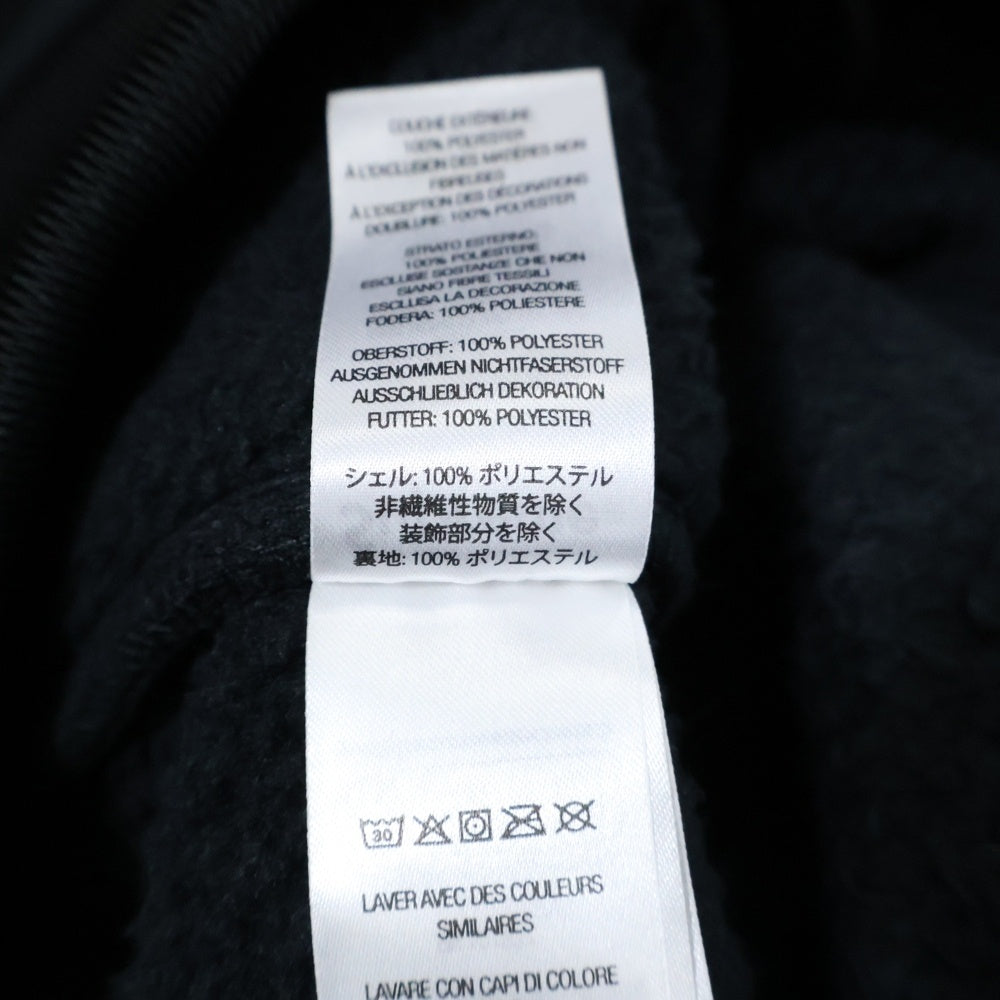 COUCHE EXTÉRIEURE:
100% POLYESTER
À L'EXCLUSION DES MATIÈRES NON
FIBREUSES
À L'EXCEPTION DES DÉCORATIONS
DOUBLURE: 100% POLYESTER
STRATO ESTERNO:
100% POLIESTERE
ESCLUSE SOSTANZE CHE NON
SIANO FIBRE TESSILI
ESCLUSA LA DECORAZIONE
FODERA: 100% POLIESTERE
OBERSTOFF: 100% POLYESTER
AUSGENOMMEN NICHTFASERSTOFF
AUSSCHLIEßLICH DEKORATION
FUTTER: 100% POLYESTER
シェル: 100% ポリエステル
非繊維性物質を除く
装飾部分を除く
裏地: 100% ポリエステル
30
LAVER AVEC DES COULEURS
SIMILAIRES
LAVARE CON CAPI DI COLORE